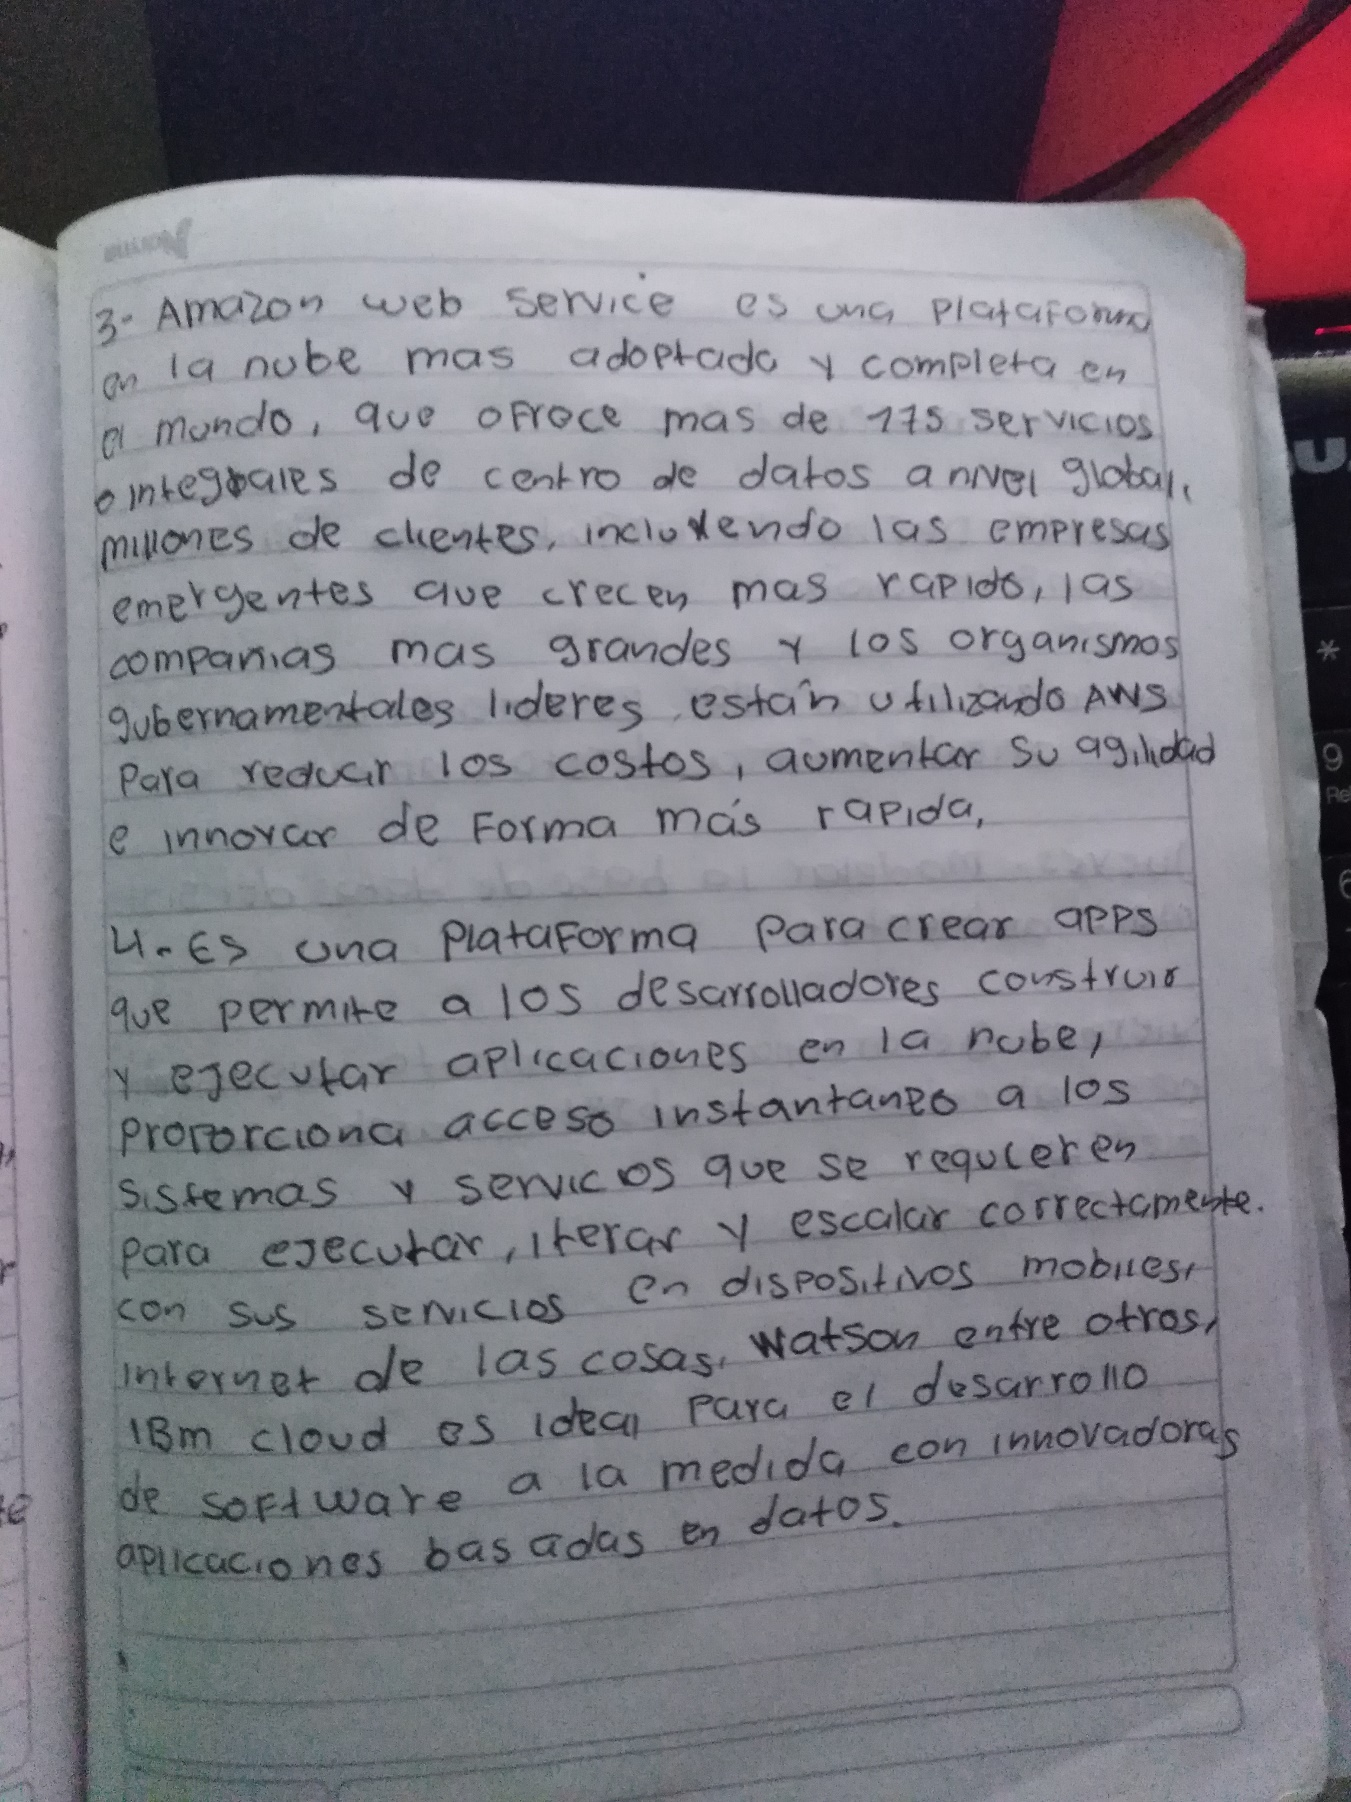 3- Amazon web service es una plataforma
en la nube mas adoptada y completa en
el mundo, que ofroce mas de 175 servicios
o integrales de centro de datos a nivel global,
millones de clientes, incluyendo las empresas
emergentes que crecen mas rapido, las
companias mas grandes y los organismos
gubernamentales lideres, están utilizando AWS
Para reducir los costos, aumentar su agilidad
e innovar de Forma más rapida,
4- Es una Plataforma para crear apps
que permite a los desarrolladores construir
y ejecutar aplicaciones en la nube,
proporciona acceso instantaneo a los
sistemas y servicios que se requieren
para ejecutar, iterar y escalar correctamente.
con sus servicios en dispositivos mobiles,
internet de las cosas, Watson entre otros,
IBm cloud es ideal para el desarrollo
de software a la medida con innovadoras
aplicaciones basadas en datos.
U.
*
9
6